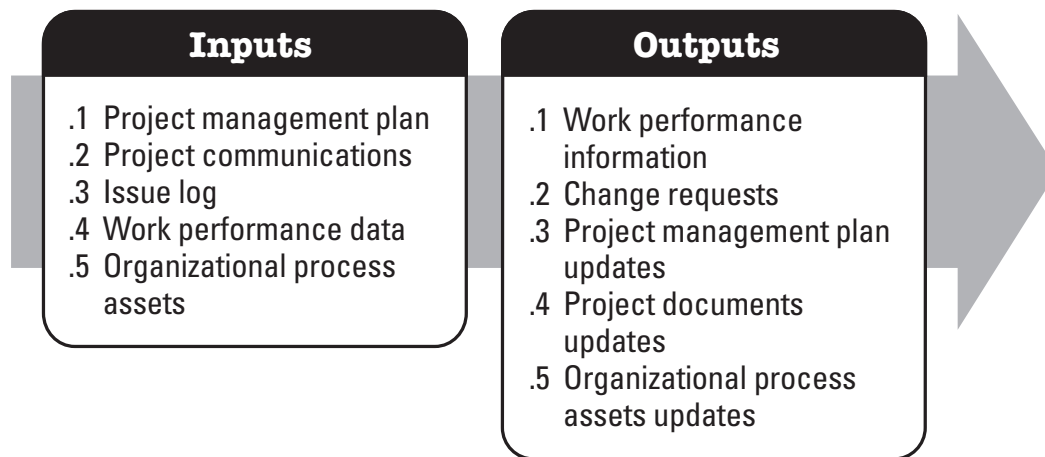 Inputs
.1 Project management plan
.2 Project communications
.3 Issue log
.4 Work performance data
.5 Organizational process
assets
Outputs
.1 Work performance
information
.2 Change requests
.3 Project management plan
updates
.4 Project documents
updates
.5 Organizational process
assets updates